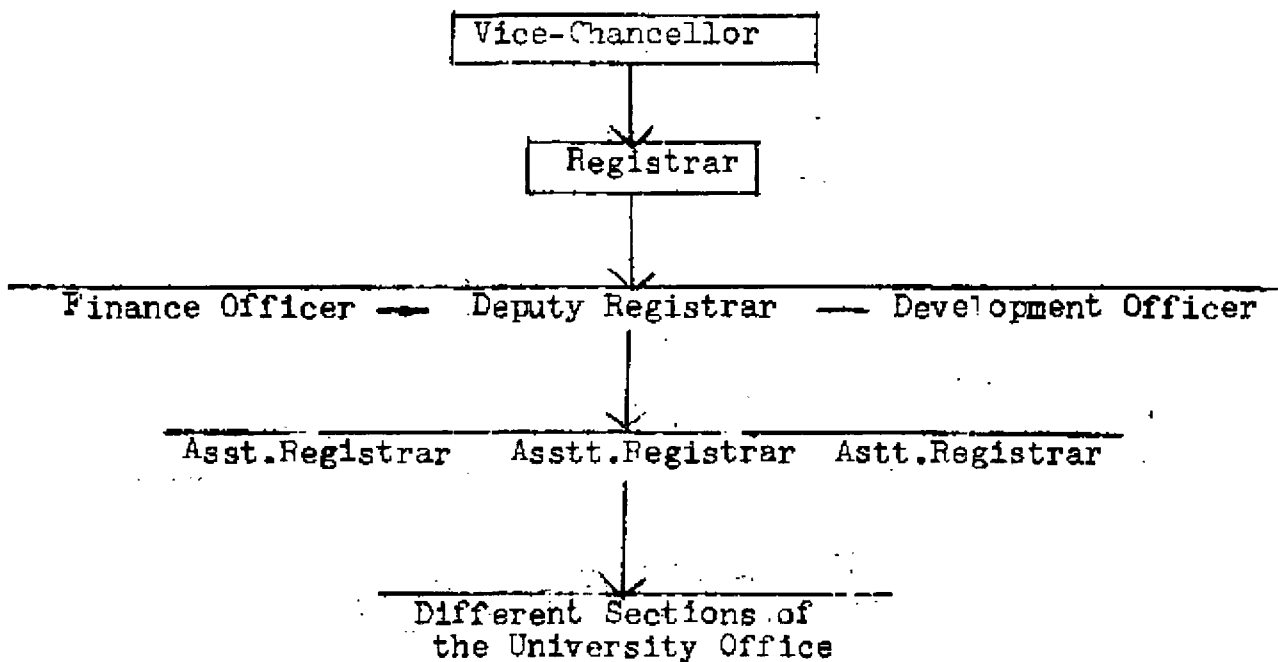 Vice-Chancellor
Registrar
Finance Officer — Deputy Registrar — Development Officer
Asst.Registrar Asstt.Registrar Astt.Registrar
Different Sections of
the University Office